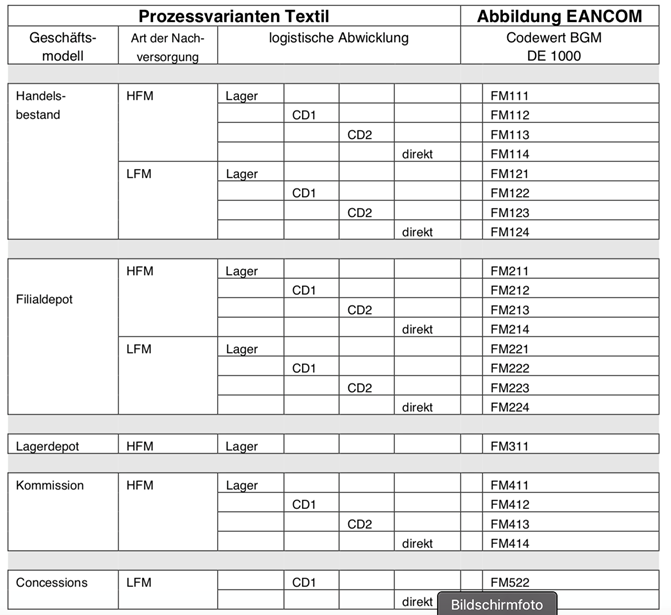 Prozessvarianten Textil Abbildung EANCOM
Geschäfts- Art der Nach- logistische Abwicklung Codewert BGM
modell versorgung DE 1000
Handels- HFM Lager FM111
bestand CD1 FM112
CD2 FM113
direkt FM114
LFM Lager FM121
CD1 FM122
CD2 FM123
direkt FM124
HFM Lager FM211
Filialdepot CD1 FM212
CD2 FM213
direkt FM214
LFM Lager FM221
CD1 FM222
CD2 FM223
direkt FM224
Lagerdepot HFM Lager FM311
Kommission HFM Lager FM411
CD1 FM412
CD2 FM413
direkt FM414
Concessions LFM CD1 FM522
direkt
Bildschirmfoto